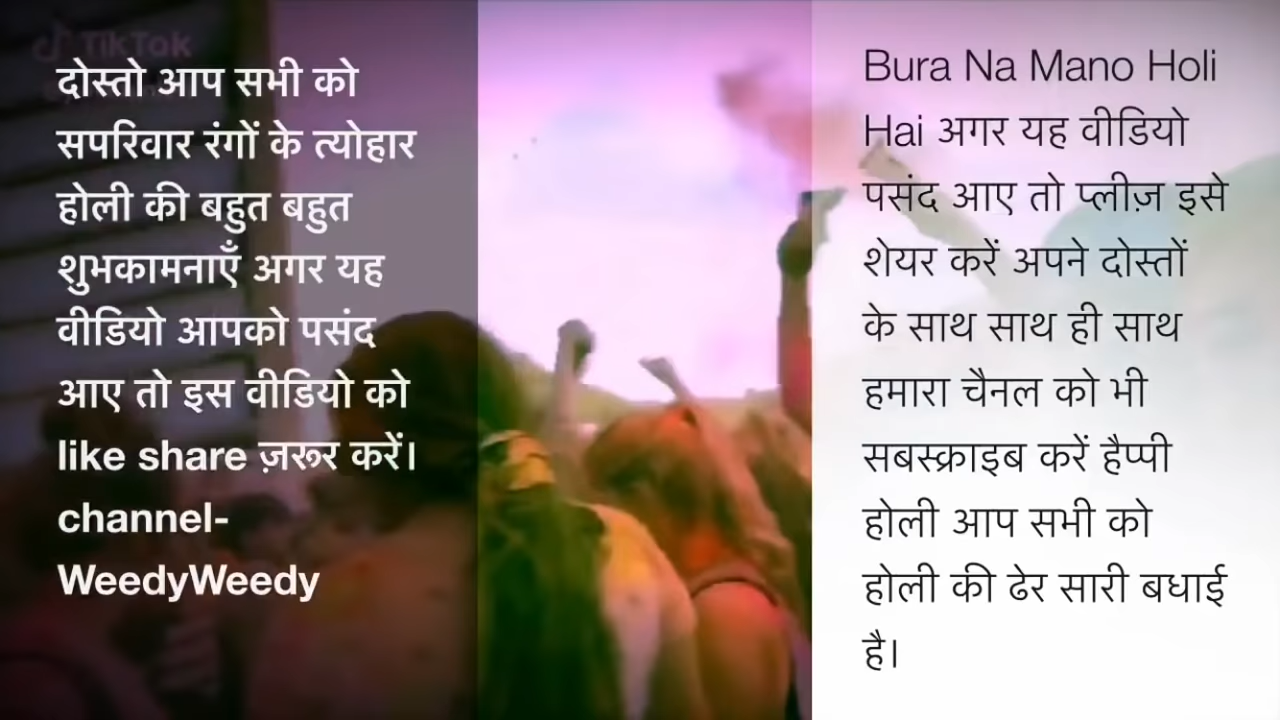 TikTok
दोस्तो आप सभी को
सपरिवार रंगों के त्योहार
होली की बहुत बहुत
शुभकामनाएँ अगर यह
वीडियो आपको पसंद
आए तो इस वीडियो को
like share ज़रूर करें।
channel-
WeedyWeedy
Bura Na Mano Holi
Hai अगर यह वीडियो
पसंद आए तो प्लीज़ इसे
शेयर करें अपने दोस्तों
के साथ साथ ही साथ
हमारा चैनल को भी
सबस्क्राइब करें हैप्पी
होली आप सभी को
होली की ढेर सारी बधाई
है।